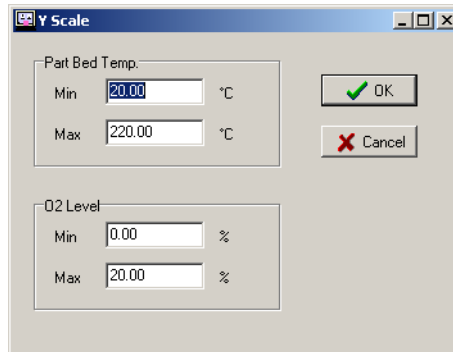 Y Scale
Part Bed Temp.
Min 20.00 °C
Max 220.00 °C
OK
Cancel
O2 Level
Min 0.00 %
Max 20.00 %